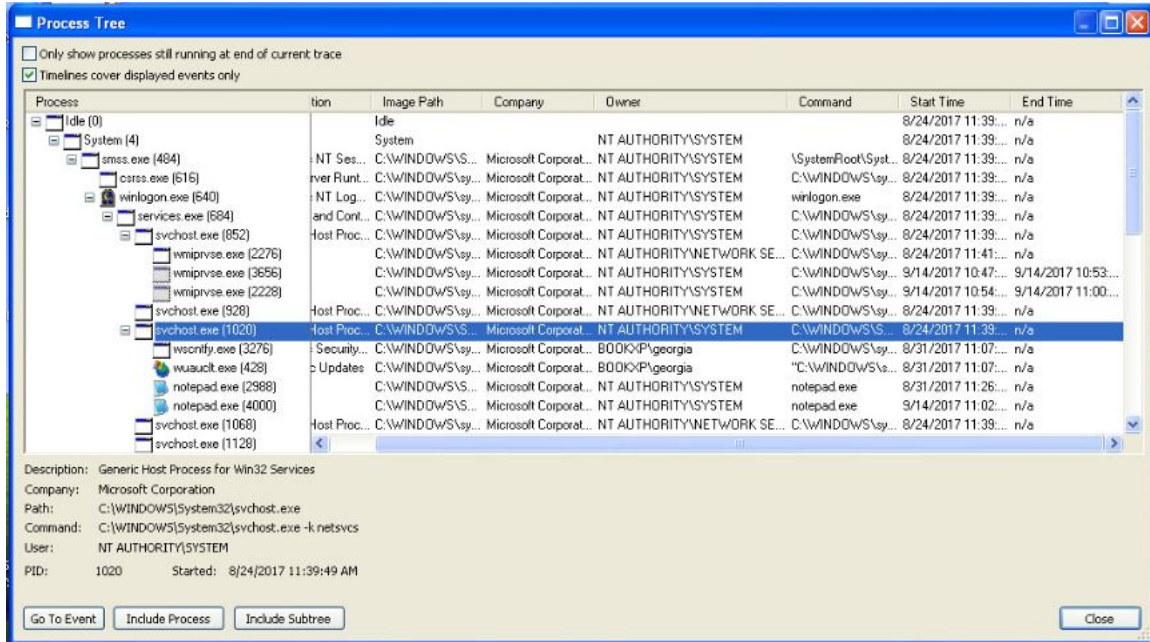 Process Tree
Only show processes still running at end of current trace
Timelines cover displayed events only
Process tion Image Path Company Owner Command Start Time End Time
Idle (0) Idle 8/24/2017 11:39:... n/a
System (4) System NT AUTHORITY\SYSTEM 8/24/2017 11:39:... n/a
smss.exe (484) NT Ses... C:\WINDOWS\S... Microsoft Corporat... NT AUTHORITY\SYSTEM \SystemRoot\Syst... 8/24/2017 11:39:... n/a
csrss.exe (616) rver Runt... C:\WINDOWS\sy... Microsoft Corporat... NT AUTHORITY\SYSTEM C:\WINDOWS\sy... 8/24/2017 11:39:... n/a
winlogon.exe (640) NT Log... C:\WINDOWS\sy... Microsoft Corporat... NT AUTHORITY\SYSTEM winlogon.exe 8/24/2017 11:39:... n/a
services.exe (684) and Cont... C:\WINDOWS\sy... Microsoft Corporat... NT AUTHORITY\SYSTEM C:\WINDOWS\sy... 8/24/2017 11:39:... n/a
svchost.exe (852) Host Proc... C:\WINDOWS\sy... Microsoft Corporat... NT AUTHORITY\SYSTEM C:\WINDOWS\sy... 8/24/2017 11:39:... n/a
wmiprvse.exe (2276) C:\WINDOWS\sy... Microsoft Corporat... NT AUTHORITY\NETWORK SE... C:\WINDOWS\sy... 8/24/2017 11:41:... n/a
wmiprvse.exe (3656) C:\WINDOWS\sy... Microsoft Corporat... NT AUTHORITY\SYSTEM C:\WINDOWS\sy... 9/14/2017 10:47:... 9/14/2017 10:53:...
wmiprvse.exe (2228) C:\WINDOWS\sy... Microsoft Corporat... NT AUTHORITY\SYSTEM C:\WINDOWS\sy... 9/14/2017 10:54:... 9/14/2017 11:00:...
svchost.exe (928) Host Proc... C:\WINDOWS\sy... Microsoft Corporat... NT AUTHORITY\NETWORK SE... C:\WINDOWS\sy... 8/24/2017 11:39:... n/a
svchost.exe (1020) Host Proc... C:\WINDOWS\S... Microsoft Corporat... NT AUTHORITY\SYSTEM C:\WINDOWS\S... 8/24/2017 11:39:... n/a
wscntfy.exe (3276) Security... C:\WINDOWS\sy... Microsoft Corporat... BOOKXP\georgia C:\WINDOWS\sy... 8/31/2017 11:07:... n/a
wuauclt.exe (428) c Updates C:\WINDOWS\sy... Microsoft Corporat... BOOKXP\georgia "C:\WINDOWS\s... 8/31/2017 11:07:... n/a
notepad.exe (2988) C:\WINDOWS\S... Microsoft Corporat... NT AUTHORITY\SYSTEM notepad.exe 8/31/2017 11:26:... n/a
notepad.exe (4000) C:\WINDOWS\S... Microsoft Corporat... NT AUTHORITY\SYSTEM notepad.exe 9/14/2017 11:02:... n/a
svchost.exe (1068) Host Proc... C:\WINDOWS\sy... Microsoft Corporat... NT AUTHORITY\NETWORK SE... C:\WINDOWS\sy... 8/24/2017 11:39:... n/a
svchost.exe (1128)
Description: Generic Host Process for Win32 Services
Company: Microsoft Corporation
Path: C:\WINDOWS\System32\svchost.exe
Command: C:\WINDOWS\System32\svchost.exe -k netsvcs
User: NT AUTHORITY\SYSTEM
PID: 1020 Started: 8/24/2017 11:39:49 AM
Go To Event Include Process Include Subtree Close